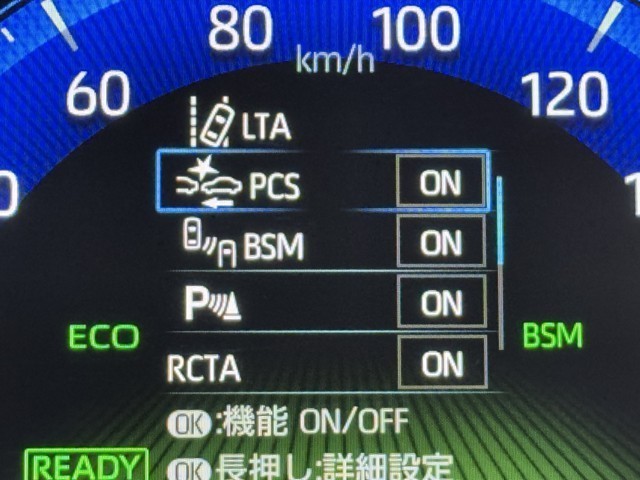 80 100
km/h
60 120
LTA
PCS ON
BSM ON
P ON
ECO BSM
RCTA ON
OK:機能 ON/OFF
READY OK長押し:詳細設定